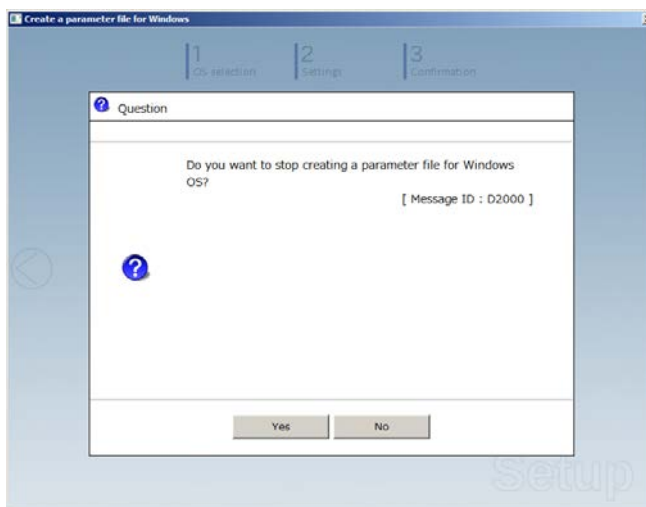 Create a parameter file for Windows
1
OS selection
2
Settings
3
Confirmation
Question
Do you want to stop creating a parameter file for Windows
OS?
[ Message ID : D2000 ]
Yes
No
Setup